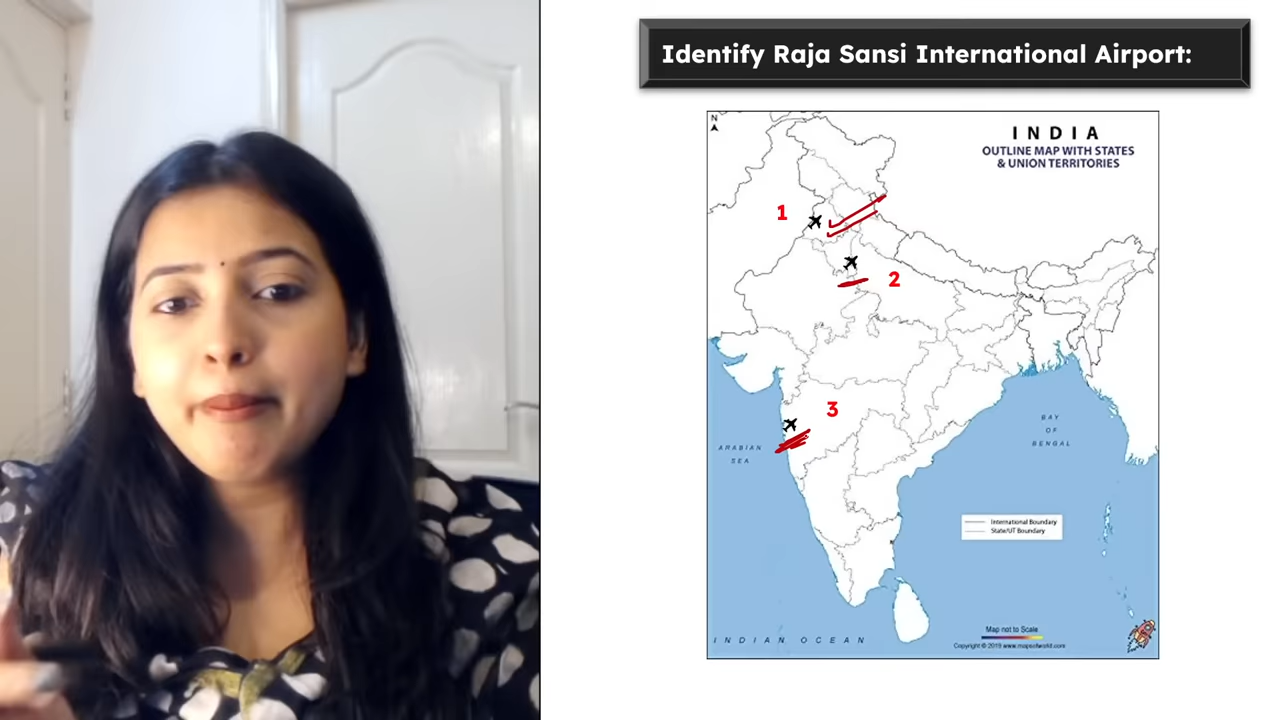 Identify Raja Sansi International Airport:
N
INDIA
OUTLINE MAP WITH STATES
& UNION TERRITORIES
1
2
3
ARABIAN
SEA
BAY
OF
BENGAL
International Boundary
State/UT Boundary
INDIAN OCEAN
Map not to Scale
Copyright © 2019 www.mapsofworld.com